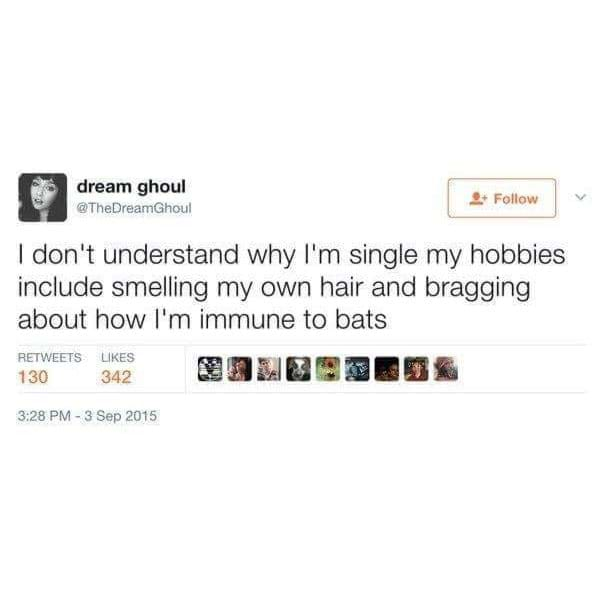 dream ghoul
@TheDreamGhoul
Follow
I don't understand why I'm single my hobbies
include smelling my own hair and bragging
about how I'm immune to bats
RETWEETS LIKES
130 342
3:28 PM - 3 Sep 2015